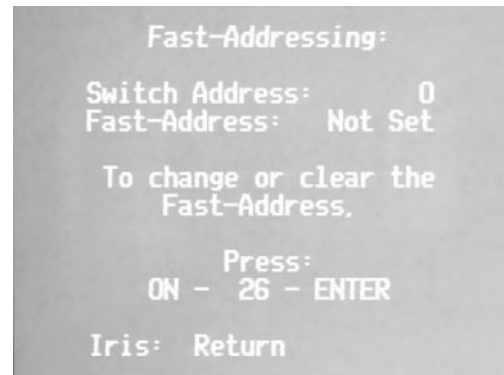 Fast-Addressing:
Switch Address: 0
Fast-Address: Not Set
To change or clear the
Fast-Address,
Press:
ON - 26 - ENTER
Iris: Return